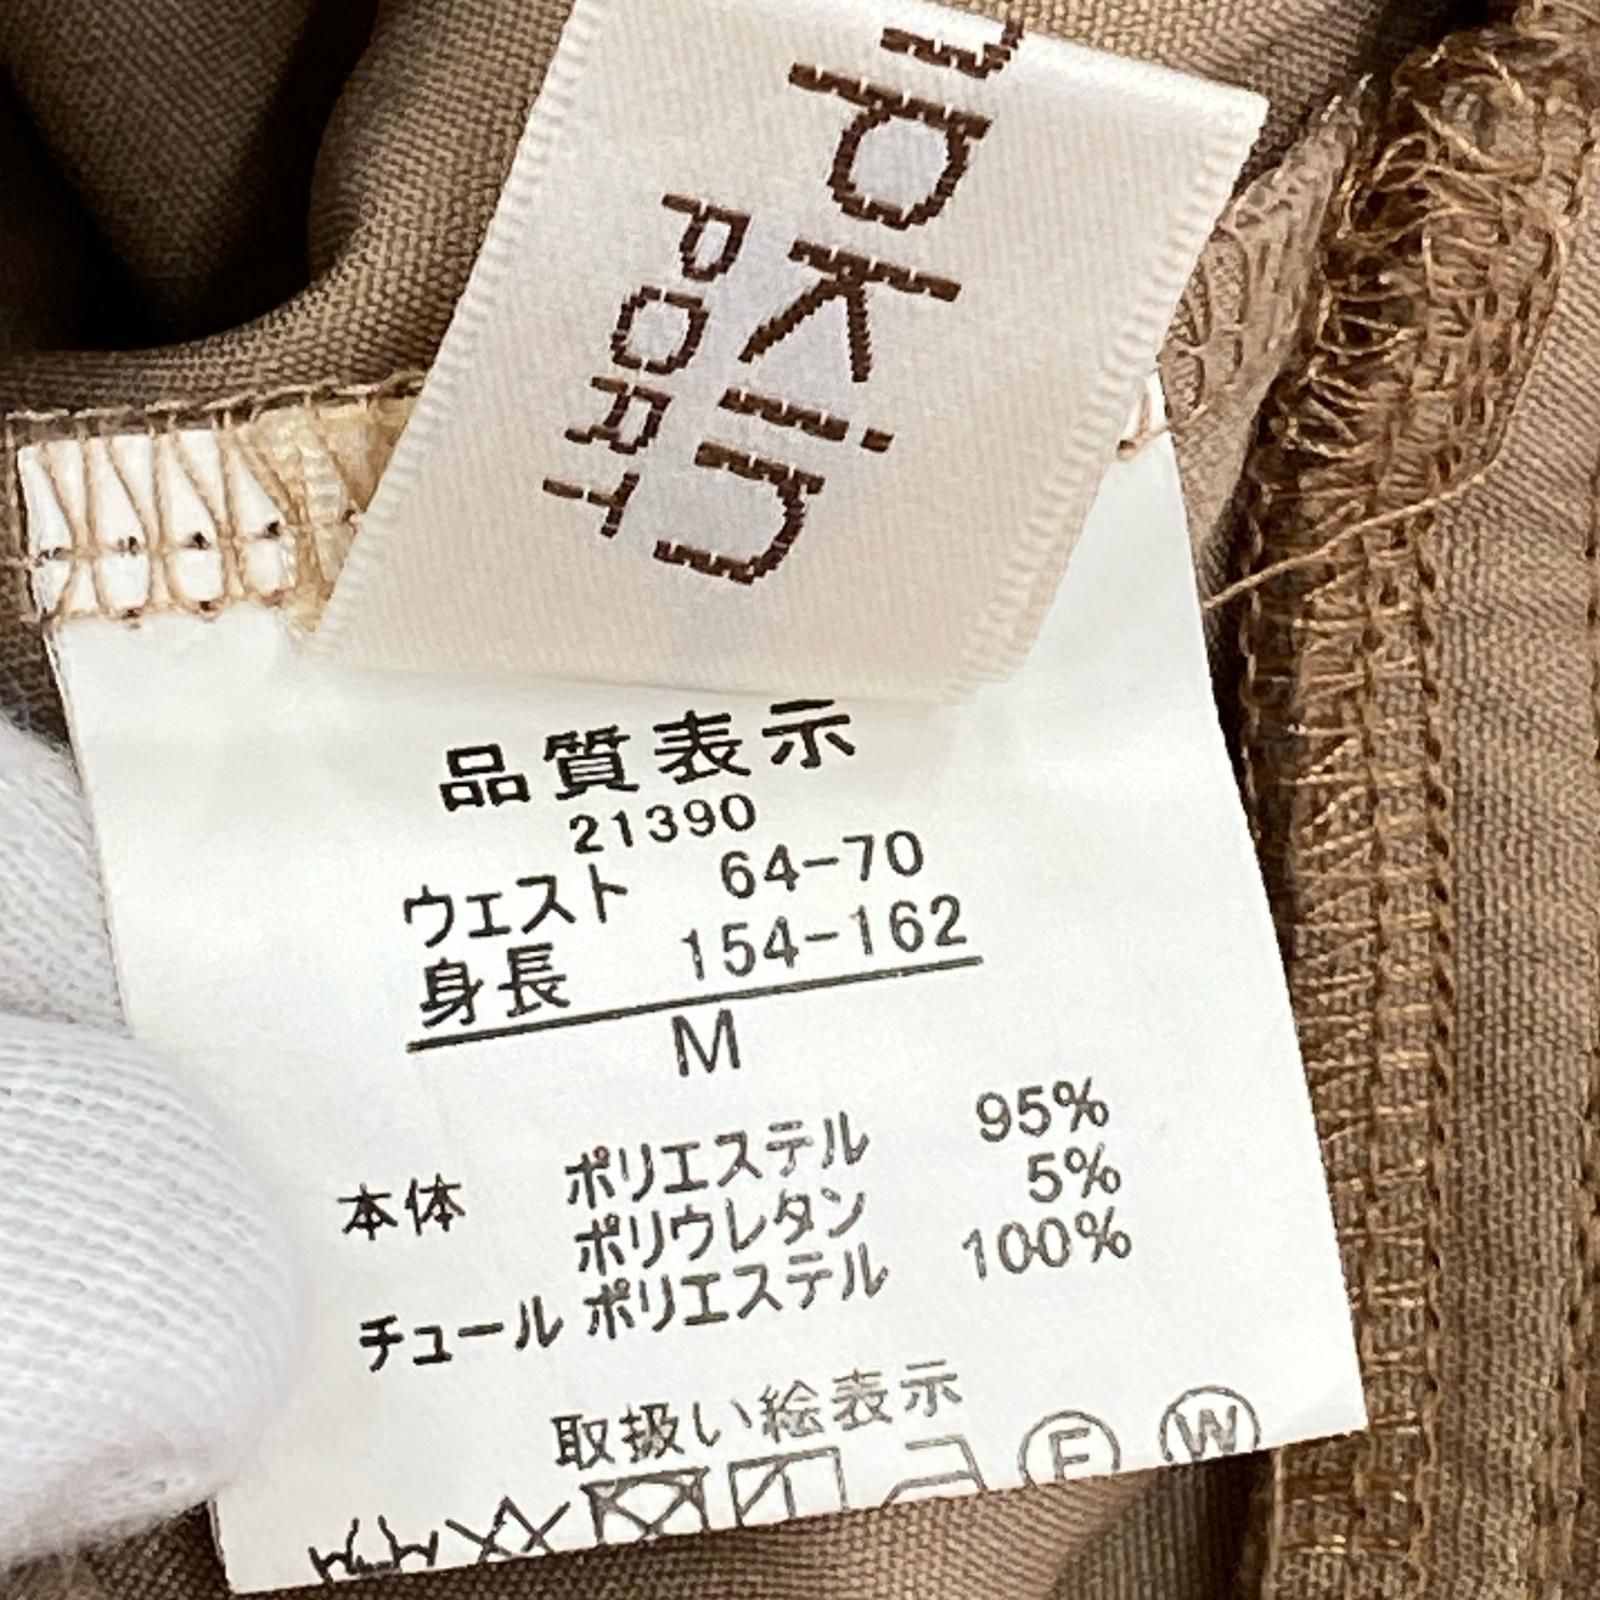 pkin
PORT
品質表示
21390
ウェスト 64-70
身長 154-162
M
本体 ポリエステル 95%
ポリウレタン 5%
チュール ポリエステル 100%
取扱い絵表示
F W